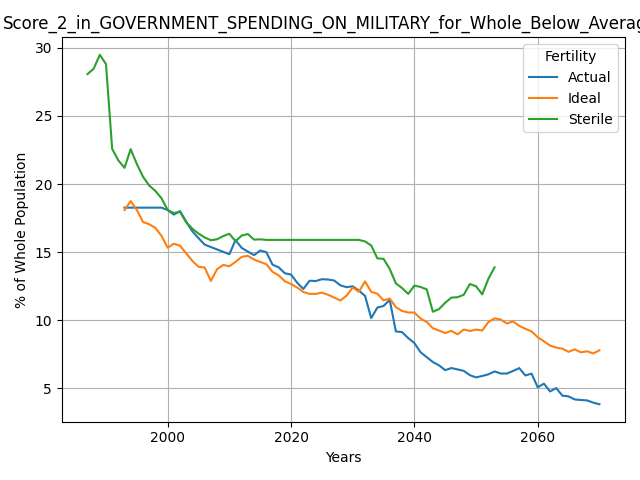 Score_2_in_GOVERNMENT_SPENDING_ON_MILITARY_for_Whole_Below_Averag
Fertility
Actual
Ideal
Sterile
% of Whole Population
30
25
20
15
10
5
2000
2020
2040
2060
Years